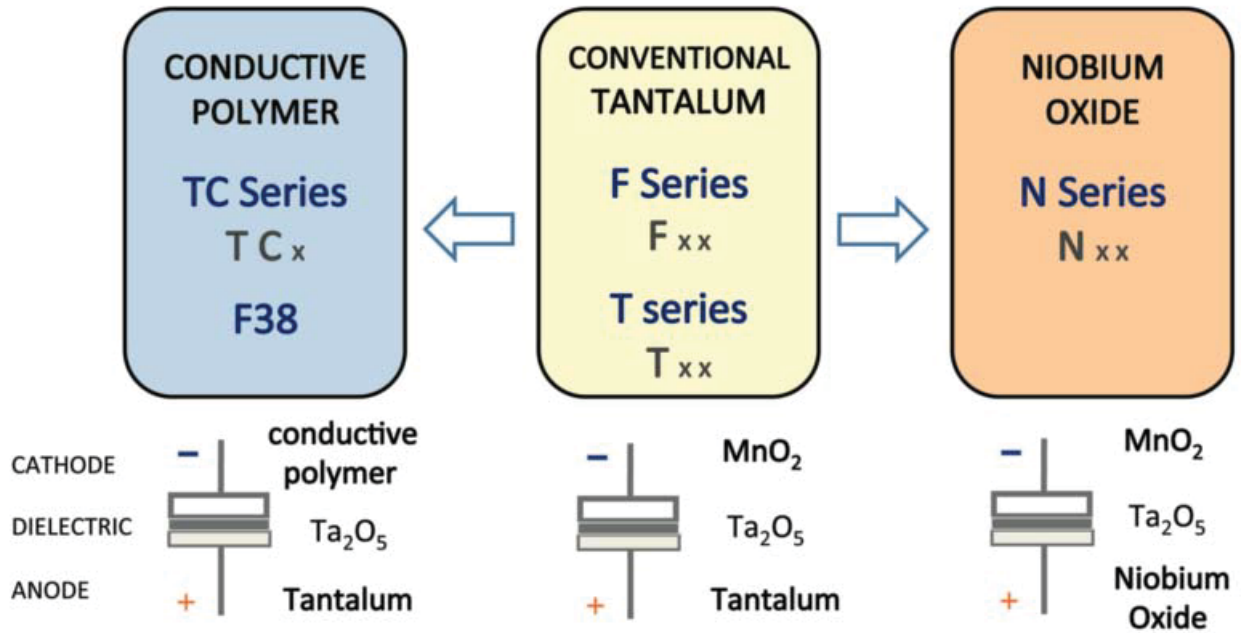 CONDUCTIVE
POLYMER
TC Series
T C x
F38
CONVENTIONAL
TANTALUM
F Series
F x x
T series
T x x
NIOBIUM
OXIDE
N Series
N x x
CATHODE
DIELECTRIC
ANODE
–
conductive
polymer
Ta₂O₅
+
Tantalum
–
MnO₂
Ta₂O₅
+
Tantalum
–
MnO₂
Ta₂O₅
+
Niobium
Oxide